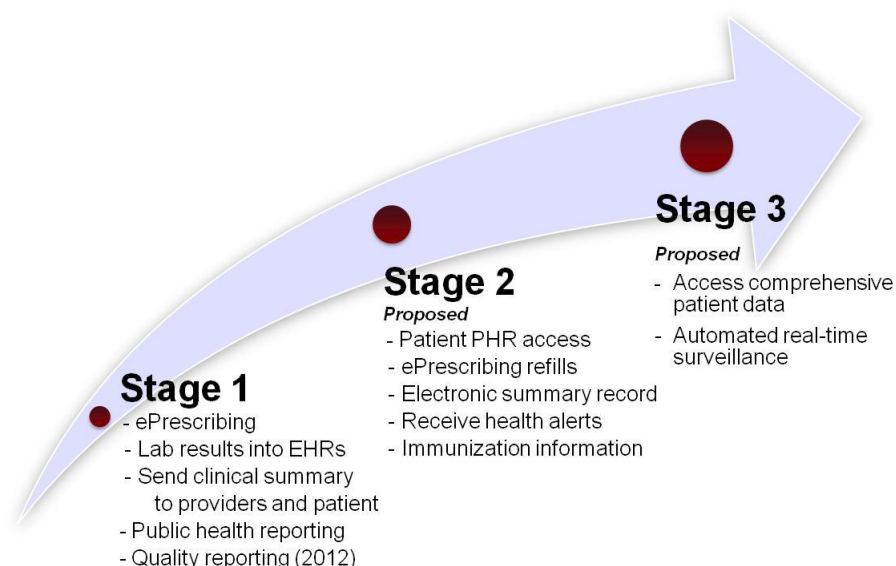 Stage 1
- ePrescribing
- Lab results into EHRs
- Send clinical summary
to providers and patient
- Public health reporting
- Quality reporting (2012)
Stage 2
Proposed
- Patient PHR access
- ePrescribing refills
- Electronic summary record
- Receive health alerts
- Immunization information
Stage 3
Proposed
- Access comprehensive
patient data
- Automated real-time
surveillance